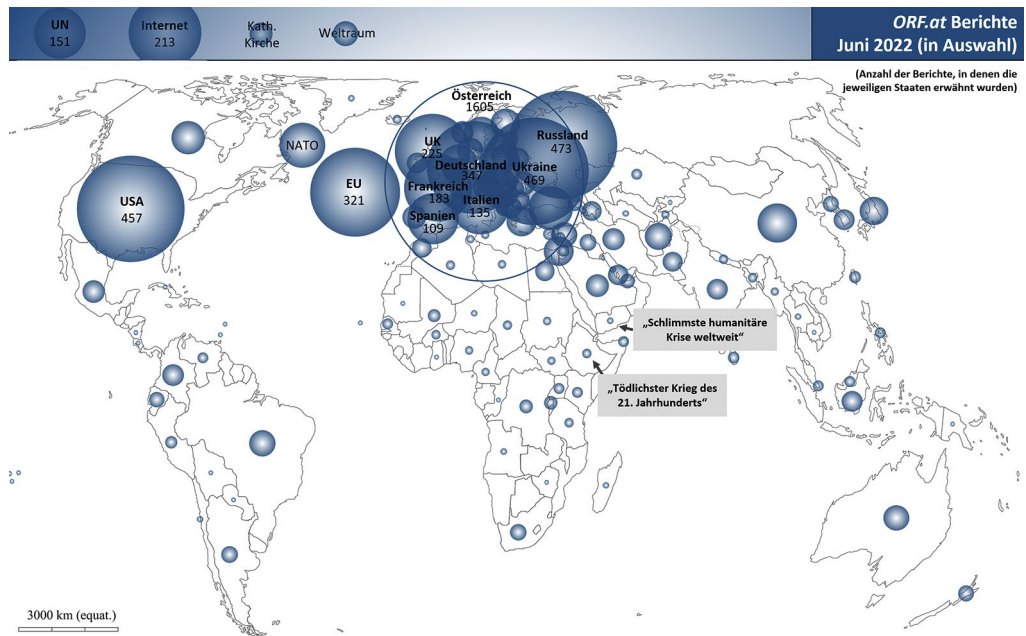 UN
151
Internet
213
Kath.
Kirche
Weltraum
ORF.at Berichte
Juni 2022 (in Auswahl)
(Anzahl der Berichte, in denen die
jeweiligen Staaten erwähnt wurden)
Österreich
1605
Russland
473
NATO
UK
225
Deutschland
347
Ukraine
469
EU
321
Frankreich
183
USA
457
Italien
135
Spanien
109
„Schlimmste humanitäre
Krise weltweit“
„Tödlichster Krieg des
21. Jahrhunderts“
3000 km (equat.)